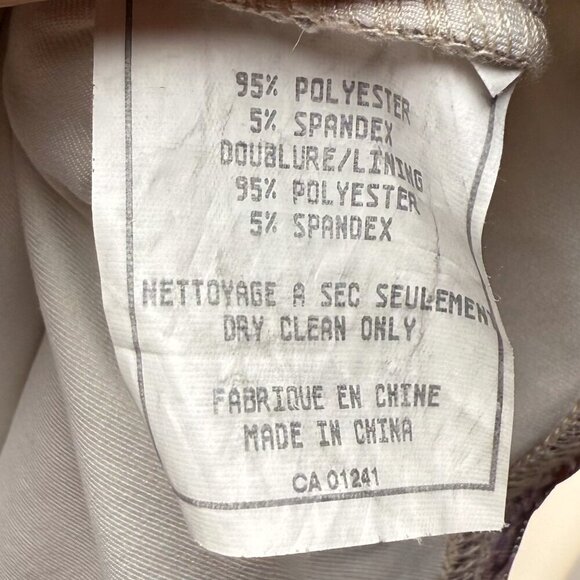 95% POLYESTER
5% SPANDEX
DOUBLURE/LINING
95% POLYESTER
5% SPANDEX
NETTOYAGE A SEC SEULEMENT
DRY CLEAN ONLY
FABRIQUE EN CHINE
MADE IN CHINA
CA 01241